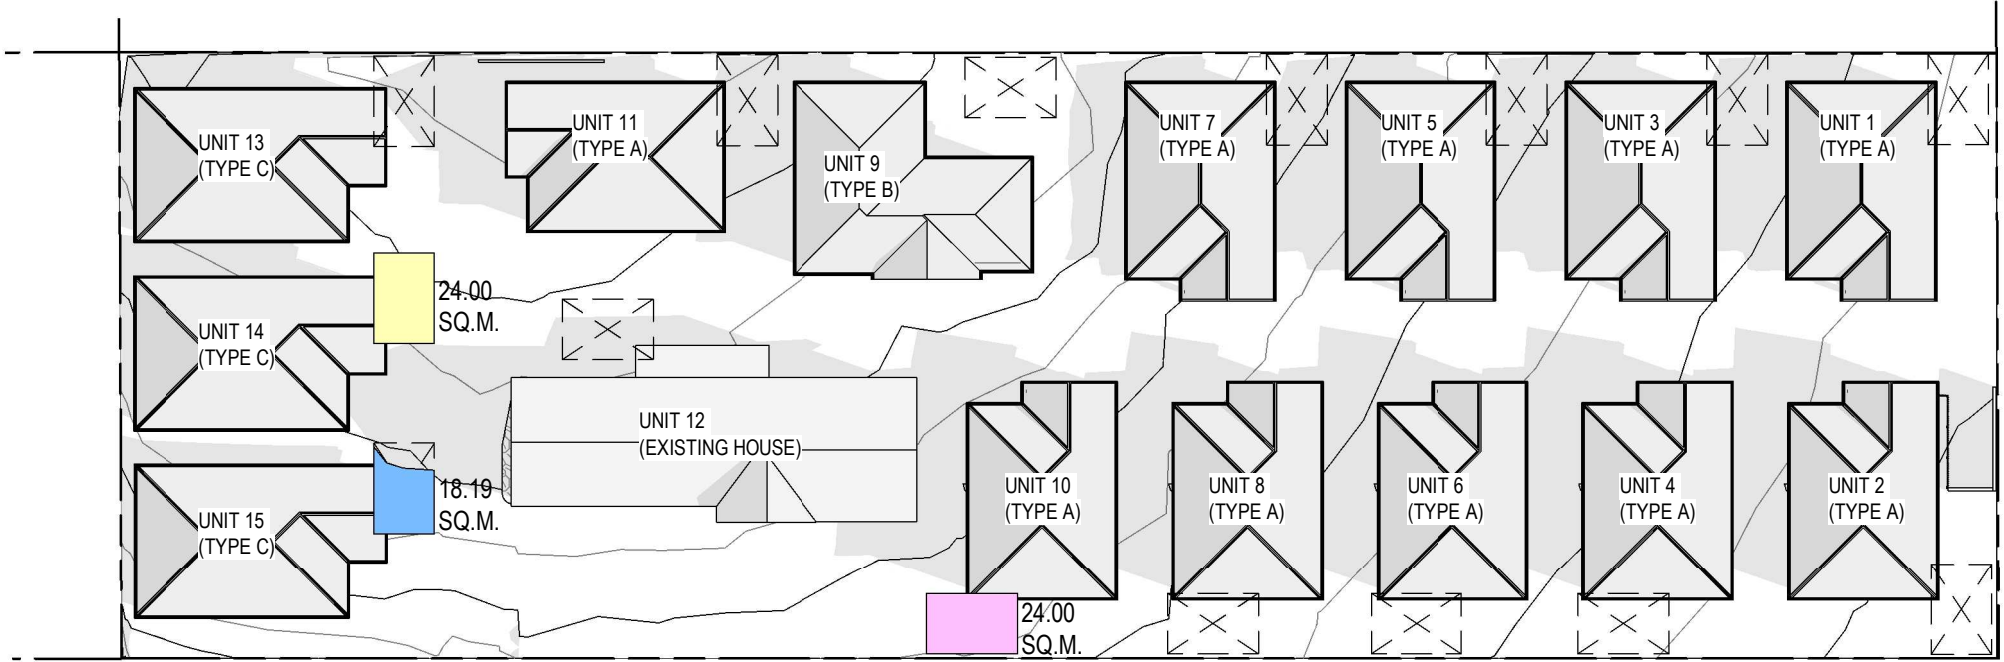 UNIT 13
(TYPE C)
UNIT 11
(TYPE A)
UNIT 9
(TYPE B)
UNIT 7
(TYPE A)
UNIT 5
(TYPE A)
UNIT 3
(TYPE A)
UNIT 1
(TYPE A)
UNIT 14
(TYPE C)
24.00
SQ.M.
UNIT 12
(EXISTING HOUSE)
UNIT 15
(TYPE C)
18.19
SQ.M.
UNIT 10
(TYPE A)
UNIT 8
(TYPE A)
UNIT 6
(TYPE A)
UNIT 4
(TYPE A)
UNIT 2
(TYPE A)
24.00
SQ.M.